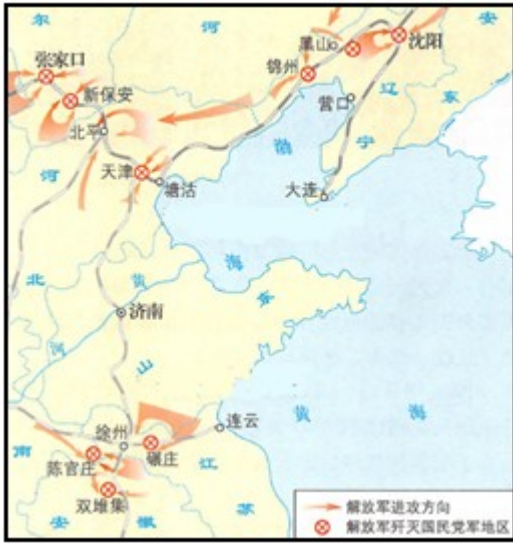 尔
河
安
黑山
沈阳
张家口
锦州
新保安
营口
辽
东
北平
渤
宁
河
天津
塘沽
大连
海
北
黄
东
济南
河
山
连云
黄 海
徐州
碾庄
南
陈官庄
江
双堆集
安 徽
苏
解放军进攻方向
解放军歼灭国民党军地区